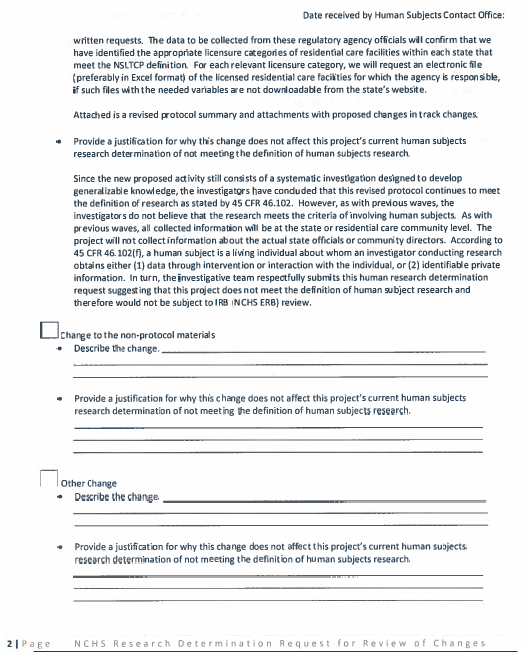 Date received by Human Subjects Contact Office:
written requests. The data to be collected from these regulatory agency officials will confirm that we
have identified the appropriate licensure categories of residential care facilities within each state that
meet the NSLTCP definition. For each relevant licensure category, we will request an electronic file
(preferably in Excel format) of the licensed residential care facilities for which the agency is responsible,
if such files with the needed variables are not downloadable from the state's website.
Attached is a revised protocol summary and attachments with proposed changes in track changes.
Provide a justification for why this change does not affect this project's current human subjects
research determination of not meeting the definition of human subjects research.
Since the new proposed activity still consists of a systematic investigation designed to develop
generalizable knowledge, the investigators have concluded that this revised protocol continues to meet
the definition of research as stated by 45 CFR 46.102. However, as with previous waves, the
investigators do not believe that the research meets the criteria of involving human subjects. As with
previous waves, all collected information will be at the state or residential care community level. The
project will not collect information about the actual state officials or community directors. According to
45 CFR 46.102(f), a human subject is a living individual about whom an investigator conducting research
obtains either (1) data through intervention or interaction with the individual, or (2) identifiable private
information. In turn, the investigative team respectfully submits this human research determination
request suggesting that this project does not meet the definition of human subject research and
therefore would not be subject to IRB (NCHS ERB) review.
Change to the non-protocol materials
Describe the change.
Provide a justification for why this change does not affect this project's current human subjects
research determination of not meeting the definition of human subjects research.
Other Change
Describe the change.
Provide a justification for why this change does not affect this project's current human subjects
research determination of not meeting the definition of human subjects research.
2 | Page NCHS Research Determination Request for Review of Changes